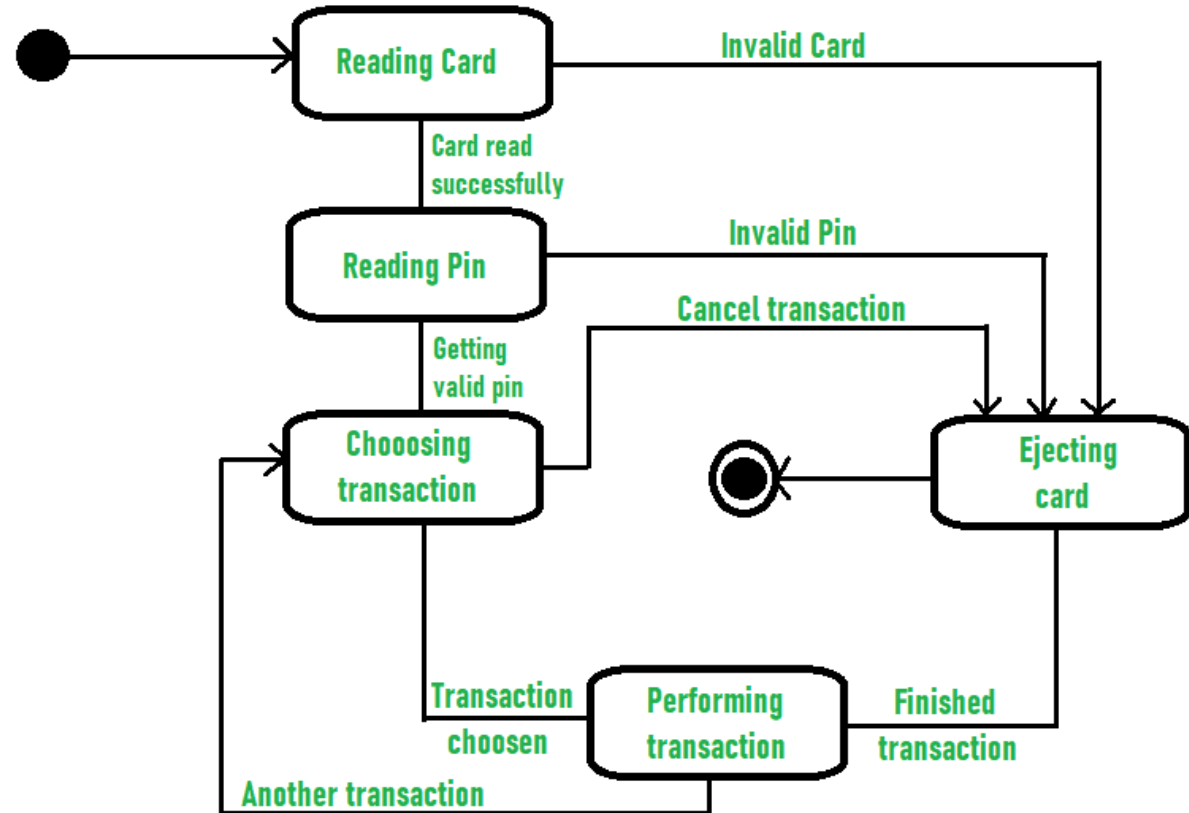 Reading Card
Invalid Card
Card read
successfully
Reading Pin
Invalid Pin
Cancel transaction
Getting
valid pin
Chooosing
transaction
Ejecting
card
Transaction
choosen
Performing
transaction
Finished
transaction
Another transaction